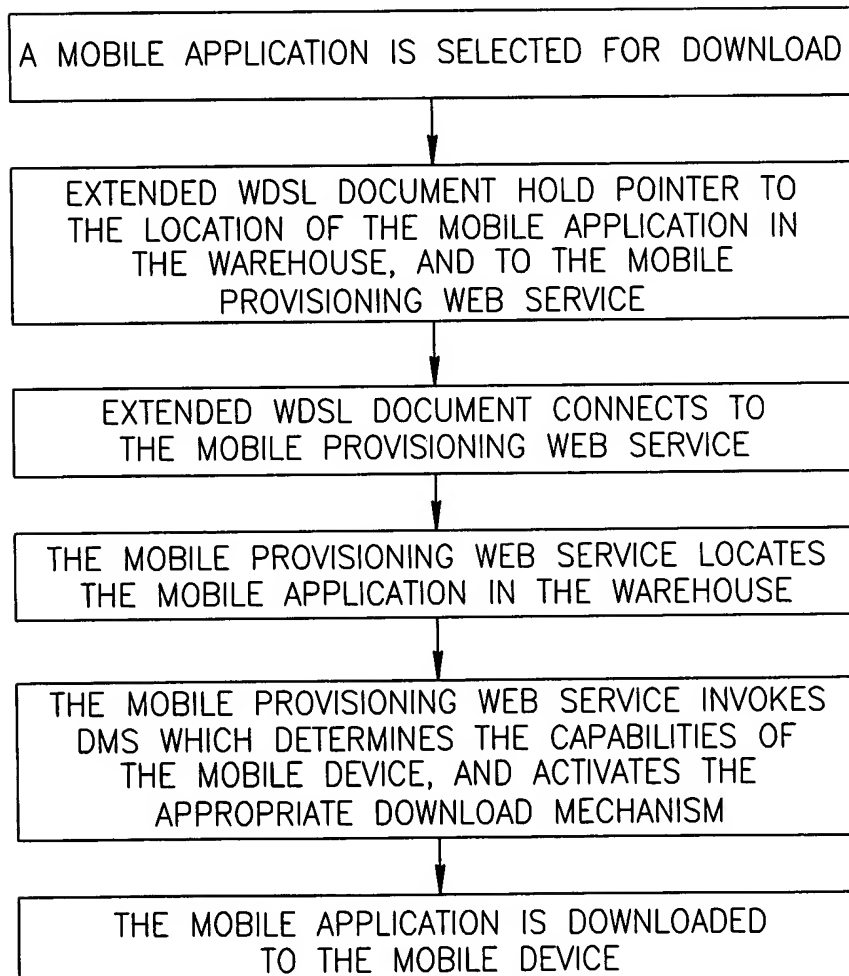 A MOBILE APPLICATION IS SELECTED FOR DOWNLOAD
EXTENDED WDSL DOCUMENT HOLD POINTER TO
THE LOCATION OF THE MOBILE APPLICATION IN
THE WAREHOUSE, AND TO THE MOBILE
PROVISIONING WEB SERVICE
EXTENDED WDSL DOCUMENT CONNECTS TO
THE MOBILE PROVISIONING WEB SERVICE.
THE MOBILE PROVISIONING WEB SERVICE LOCATES
THE MOBILE APPLICATION IN THE WAREHOUSE.
THE MOBILE PROVISIONING WEB SERVICE INVOKES
DMS WHICH DETERMINES THE CAPABILITIES OF
THE MOBILE DEVICE, AND ACTIVATES THE
APPROPRIATE DOWNLOAD MECHANISM
THE MOBILE APPLICATION IS DOWNLOADED
TO THE MOBILE DEVICE